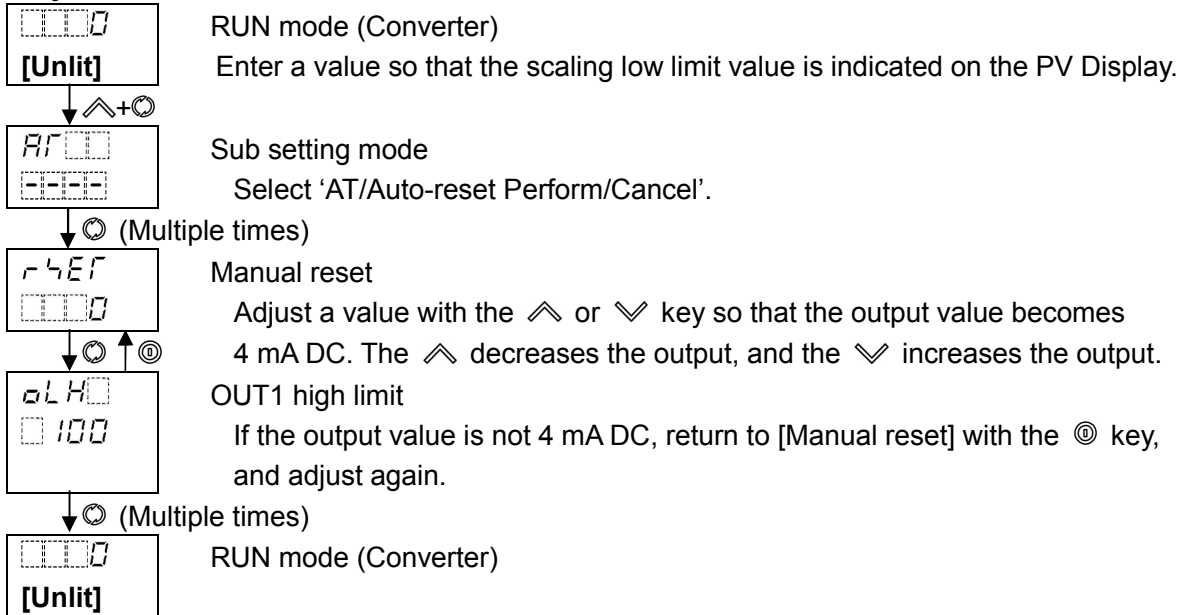 0 RUN mode (Converter)
[Unlit] Enter a value so that the scaling low limit value is indicated on the PV Display.
+
AT Sub setting mode
---- Select ‘AT/Auto-reset Perform/Cancel’.
(Multiple times)
rSET Manual reset
0 Adjust a value with the or key so that the output value becomes
4 mA DC. The decreases the output, and the increases the output.
oLH OUT1 high limit
100 If the output value is not 4 mA DC, return to [Manual reset] with the key,
and adjust again.
(Multiple times)
0 RUN mode (Converter)
[Unlit]